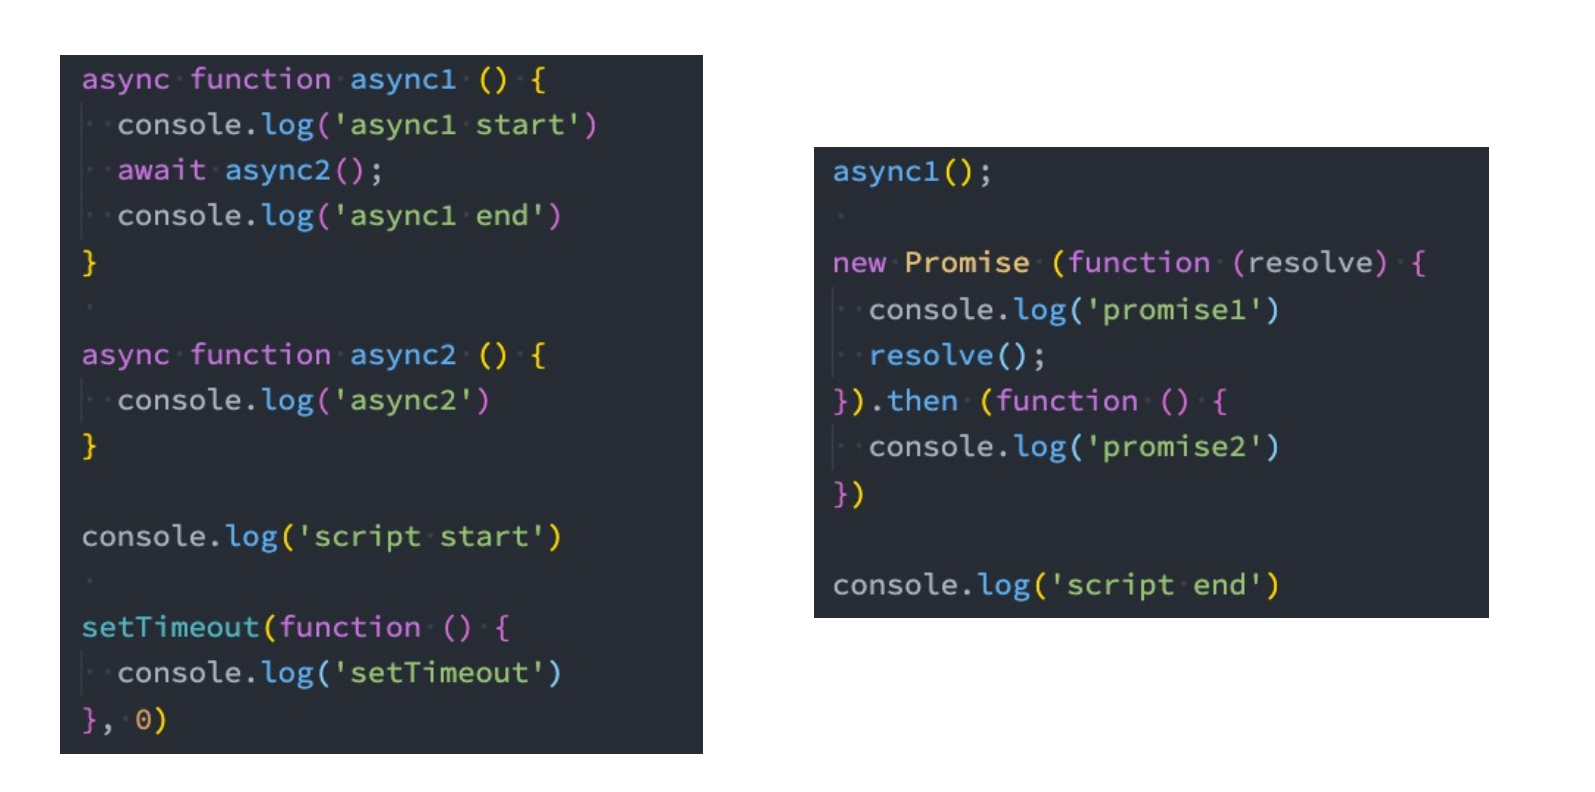 async function async1 () {
  console.log('async1 start')
  await async2();
  console.log('async1 end')
}

async function async2 () {
  console.log('async2')
}

console.log('script start')

setTimeout(function () {
  console.log('setTimeout')
}, 0)

async1();

new Promise (function (resolve) {
  console.log('promise1')
  resolve();
}).then (function () {
  console.log('promise2')
})

console.log('script end')